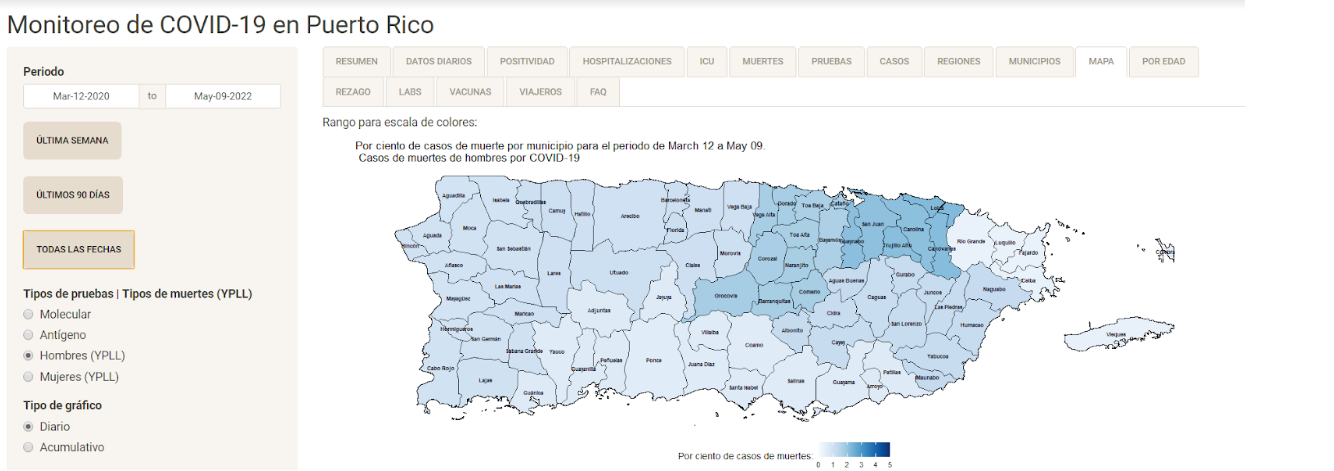 Monitoreo de COVID-19 en Puerto Rico
Periodo
Mar-12-2020 to May-09-2022
ÚLTIMA SEMANA
ÚLTIMOS 90 DÍAS
TODAS LAS FECHAS
Tipos de pruebas | Tipos de muertes (YPLL)
Molecular
Antígeno
Hombres (YPLL)
Mujeres (YPLL)
Tipo de gráfico
Diario
Acumulativo
RESUMEN DATOS DIARIOS POSITIVIDAD HOSPITALIZACIONES ICU MUERTES PRUEBAS CASOS REGIONES MUNICIPIOS MAPA POR EDAD
REZAGO LABS VACUNAS VIAJEROS FAQ
Rango para escala de colores:
Por ciento de casos de muerte por municipio para el periodo de March 12 a May 09.
Casos de muertes de hombres por COVID-19
Aguadilla Isabela Quebradillas Camuy Hatillo Arecibo Barceloneta Manatí Vega Baja Vega Alta Dorado Toa Baja Cataño San Juan Carolina Loíza
Aguada Moca Florida Toa Alta Bayamón Guaynabo Trujillo Alto Canóvanas Río Grande Luquillo Fajardo
Rincón San Sebastián Morovis Corozal Naranjito
Añasco Lares Utuado Ciales Aguas Buenas Gurabo Ceiba
Las Marías Mayagüez Jayuya Orocovis Barranquitas Comerío Caguas Juncos Naguabo
Maricao Adjuntas Cidra San Lorenzo Las Piedras Humacao
Hormigueros San Germán Sabana Grande Yauco Villalba Coamo Aibonito Cayey Yabucoa Vieques
Cabo Rojo Lajas Guánica Guayanilla Peñuelas Ponce Juana Díaz Santa Isabel Salinas Guayama Arroyo Patillas Maunabo
Por ciento de casos de muertes:
0 1 2 3 4 5